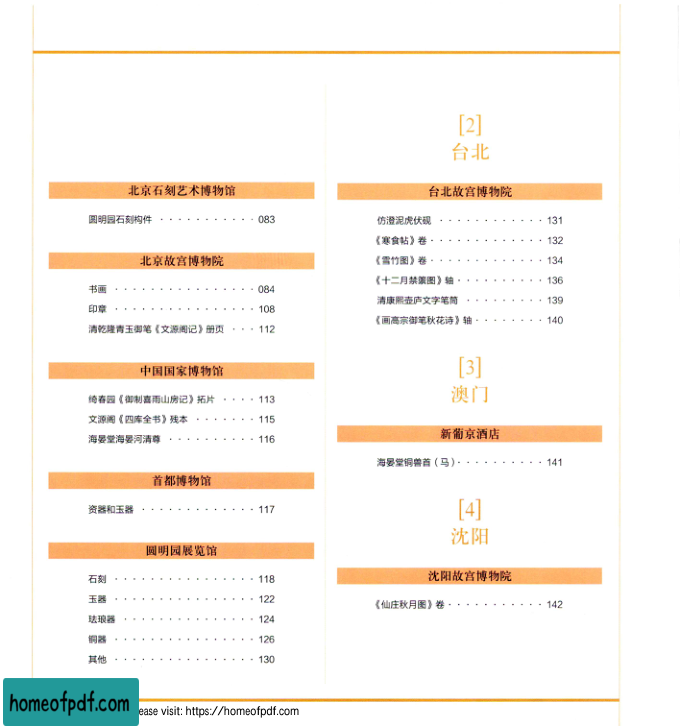 北京石刻艺术博物馆
圆明园石刻构件 · · · · · · · · · · · 083
北京故宫博物院
书画 · · · · · · · · · · · · · · · · 084
印章 · · · · · · · · · · · · · · · · 108
清乾隆青玉御笔《文源阁记》册页 · · · 112
中国国家博物馆
绮春园《御制喜雨山房记》拓片 · · · · 113
文源阁《四库全书》残本 · · · · · · · 115
海晏堂海晏河清尊 · · · · · · · · · · 116
首都博物馆
资器和玉器 · · · · · · · · · · · · · 117
圆明园展览馆
石刻 · · · · · · · · · · · · · · · · 118
玉器 · · · · · · · · · · · · · · · · 122
珐琅器 · · · · · · · · · · · · · · · 124
铜器 · · · · · · · · · · · · · · · · 126
其他 · · · · · · · · · · · · · · · · 130
[2]
台北
台北故宫博物院
仿澄泥虎伏砚 · · · · · · · · · · · · 131
《寒食帖》卷 · · · · · · · · · · · · 132
《雪竹图》卷 · · · · · · · · · · · · 134
《十二月禁籞图》轴 · · · · · · · · · 136
清康熙壶庐文字笔筒 · · · · · · · · 139
《画高宗御笔秋花诗》轴 · · · · · · · · 140
[3]
澳门
新葡京酒店
海晏堂铜兽首（马） · · · · · · · · · · 141
[4]
沈阳
沈阳故宫博物院
《仙庄秋月图》卷 · · · · · · · · · · · 142
homeofpdf.com
ease visit: https://homeofpdf.com